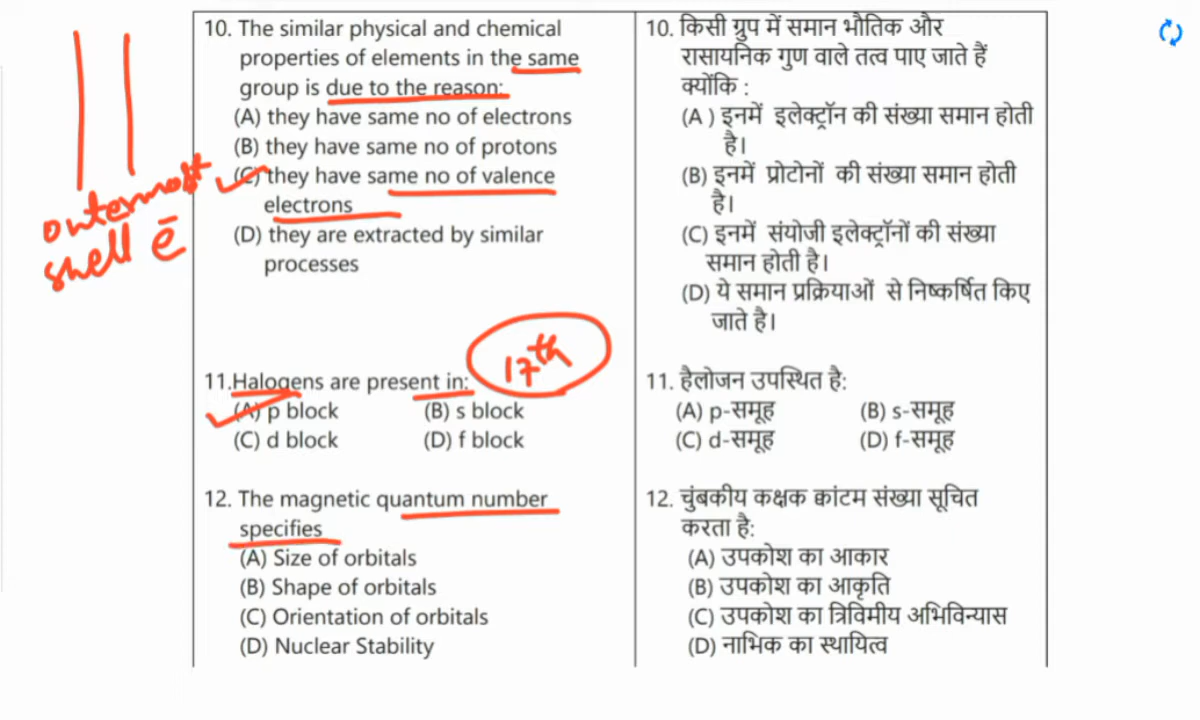 10. The similar physical and chemical
properties of elements in the same
group is due to the reason:
(A) they have same no of electrons
(B) they have same no of protons
(C) they have same no of valence
electrons
(D) they are extracted by similar
processes
outermost
shell ē
11.Halogens are present in:
17th
(A) p block (B) s block
(C) d block (D) f block
12. The magnetic quantum number
specifies
(A) Size of orbitals
(B) Shape of orbitals
(C) Orientation of orbitals
(D) Nuclear Stability
10. किसी ग्रुप में समान भौतिक और
रासायनिक गुण वाले तत्व पाए जाते हैं
क्योंकि :
(A ) इनमें इलेक्ट्रॉन की संख्या समान होती
है।
(B) इनमें प्रोटोनों की संख्या समान होती
है।
(C) इनमें संयोजी इलेक्ट्रॉनों की संख्या
समान होती है।
(D) ये समान प्रक्रियाओं से निष्कर्षित किए
जाते है।
11. हैलोजन उपस्थित है:
(A) p-समूह (B) s-समूह
(C) d-समूह (D) f-समूह
12. चुंबकीय कक्षक क्वांटम संख्या सूचित
करता है:
(A) उपकोश का आकार
(B) उपकोश का आकृति
(C) उपकोश का त्रिविमीय अभिविन्यास
(D) नाभिक का स्थायित्व